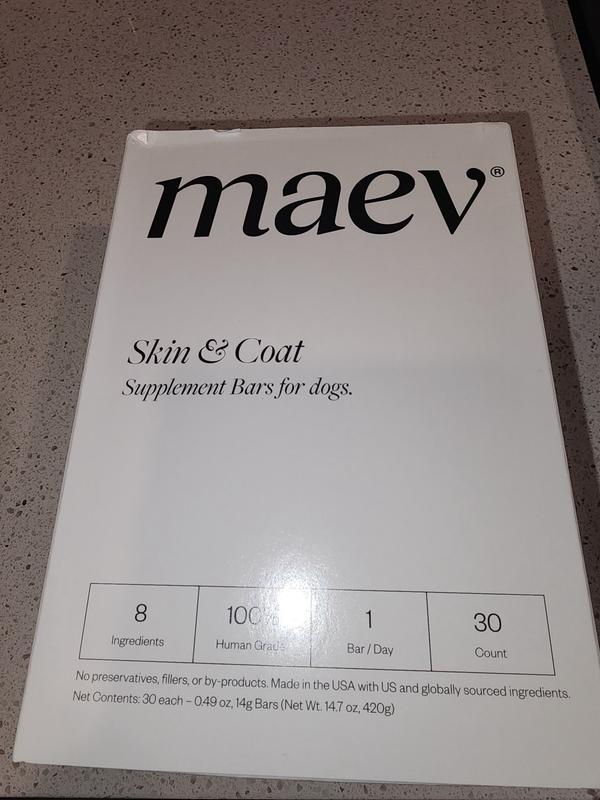 maev®
Skin & Coat
Supplement Bars for dogs.
8
Ingredients
100%
Human Grade
1
Bar / Day
30
Count
No preservatives, fillers, or by-products. Made in the USA with US and globally sourced ingredients.
Net Contents: 30 each – 0.49 oz, 14g Bars (Net Wt. 14.7 oz, 420g)